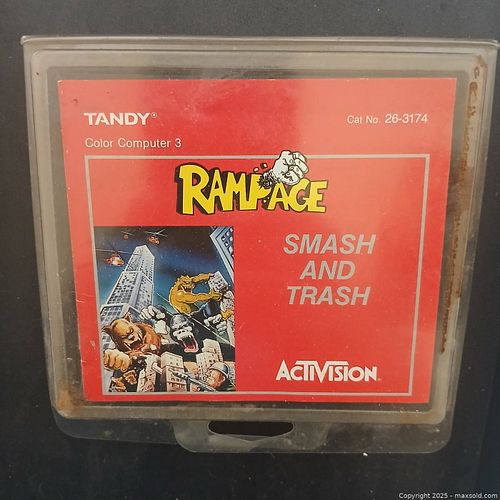 TANDY®
Cat No. 26-3174
Color Computer 3
RAMPAGE
SMASH
AND
TRASH
ACTIVISION
Copyright 2025 - maxsold.com